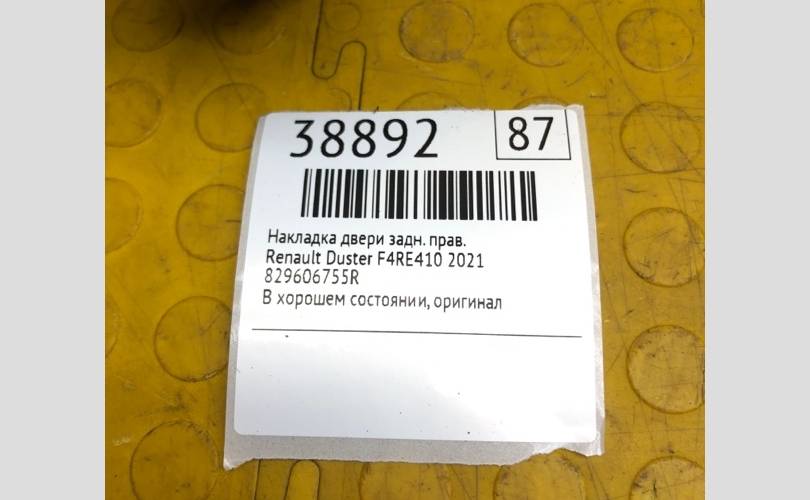 38892 87
Накладка двери задн. прав.
Renault Duster F4RE410 2021
829606755R
В хорошем состоянии, оригинал